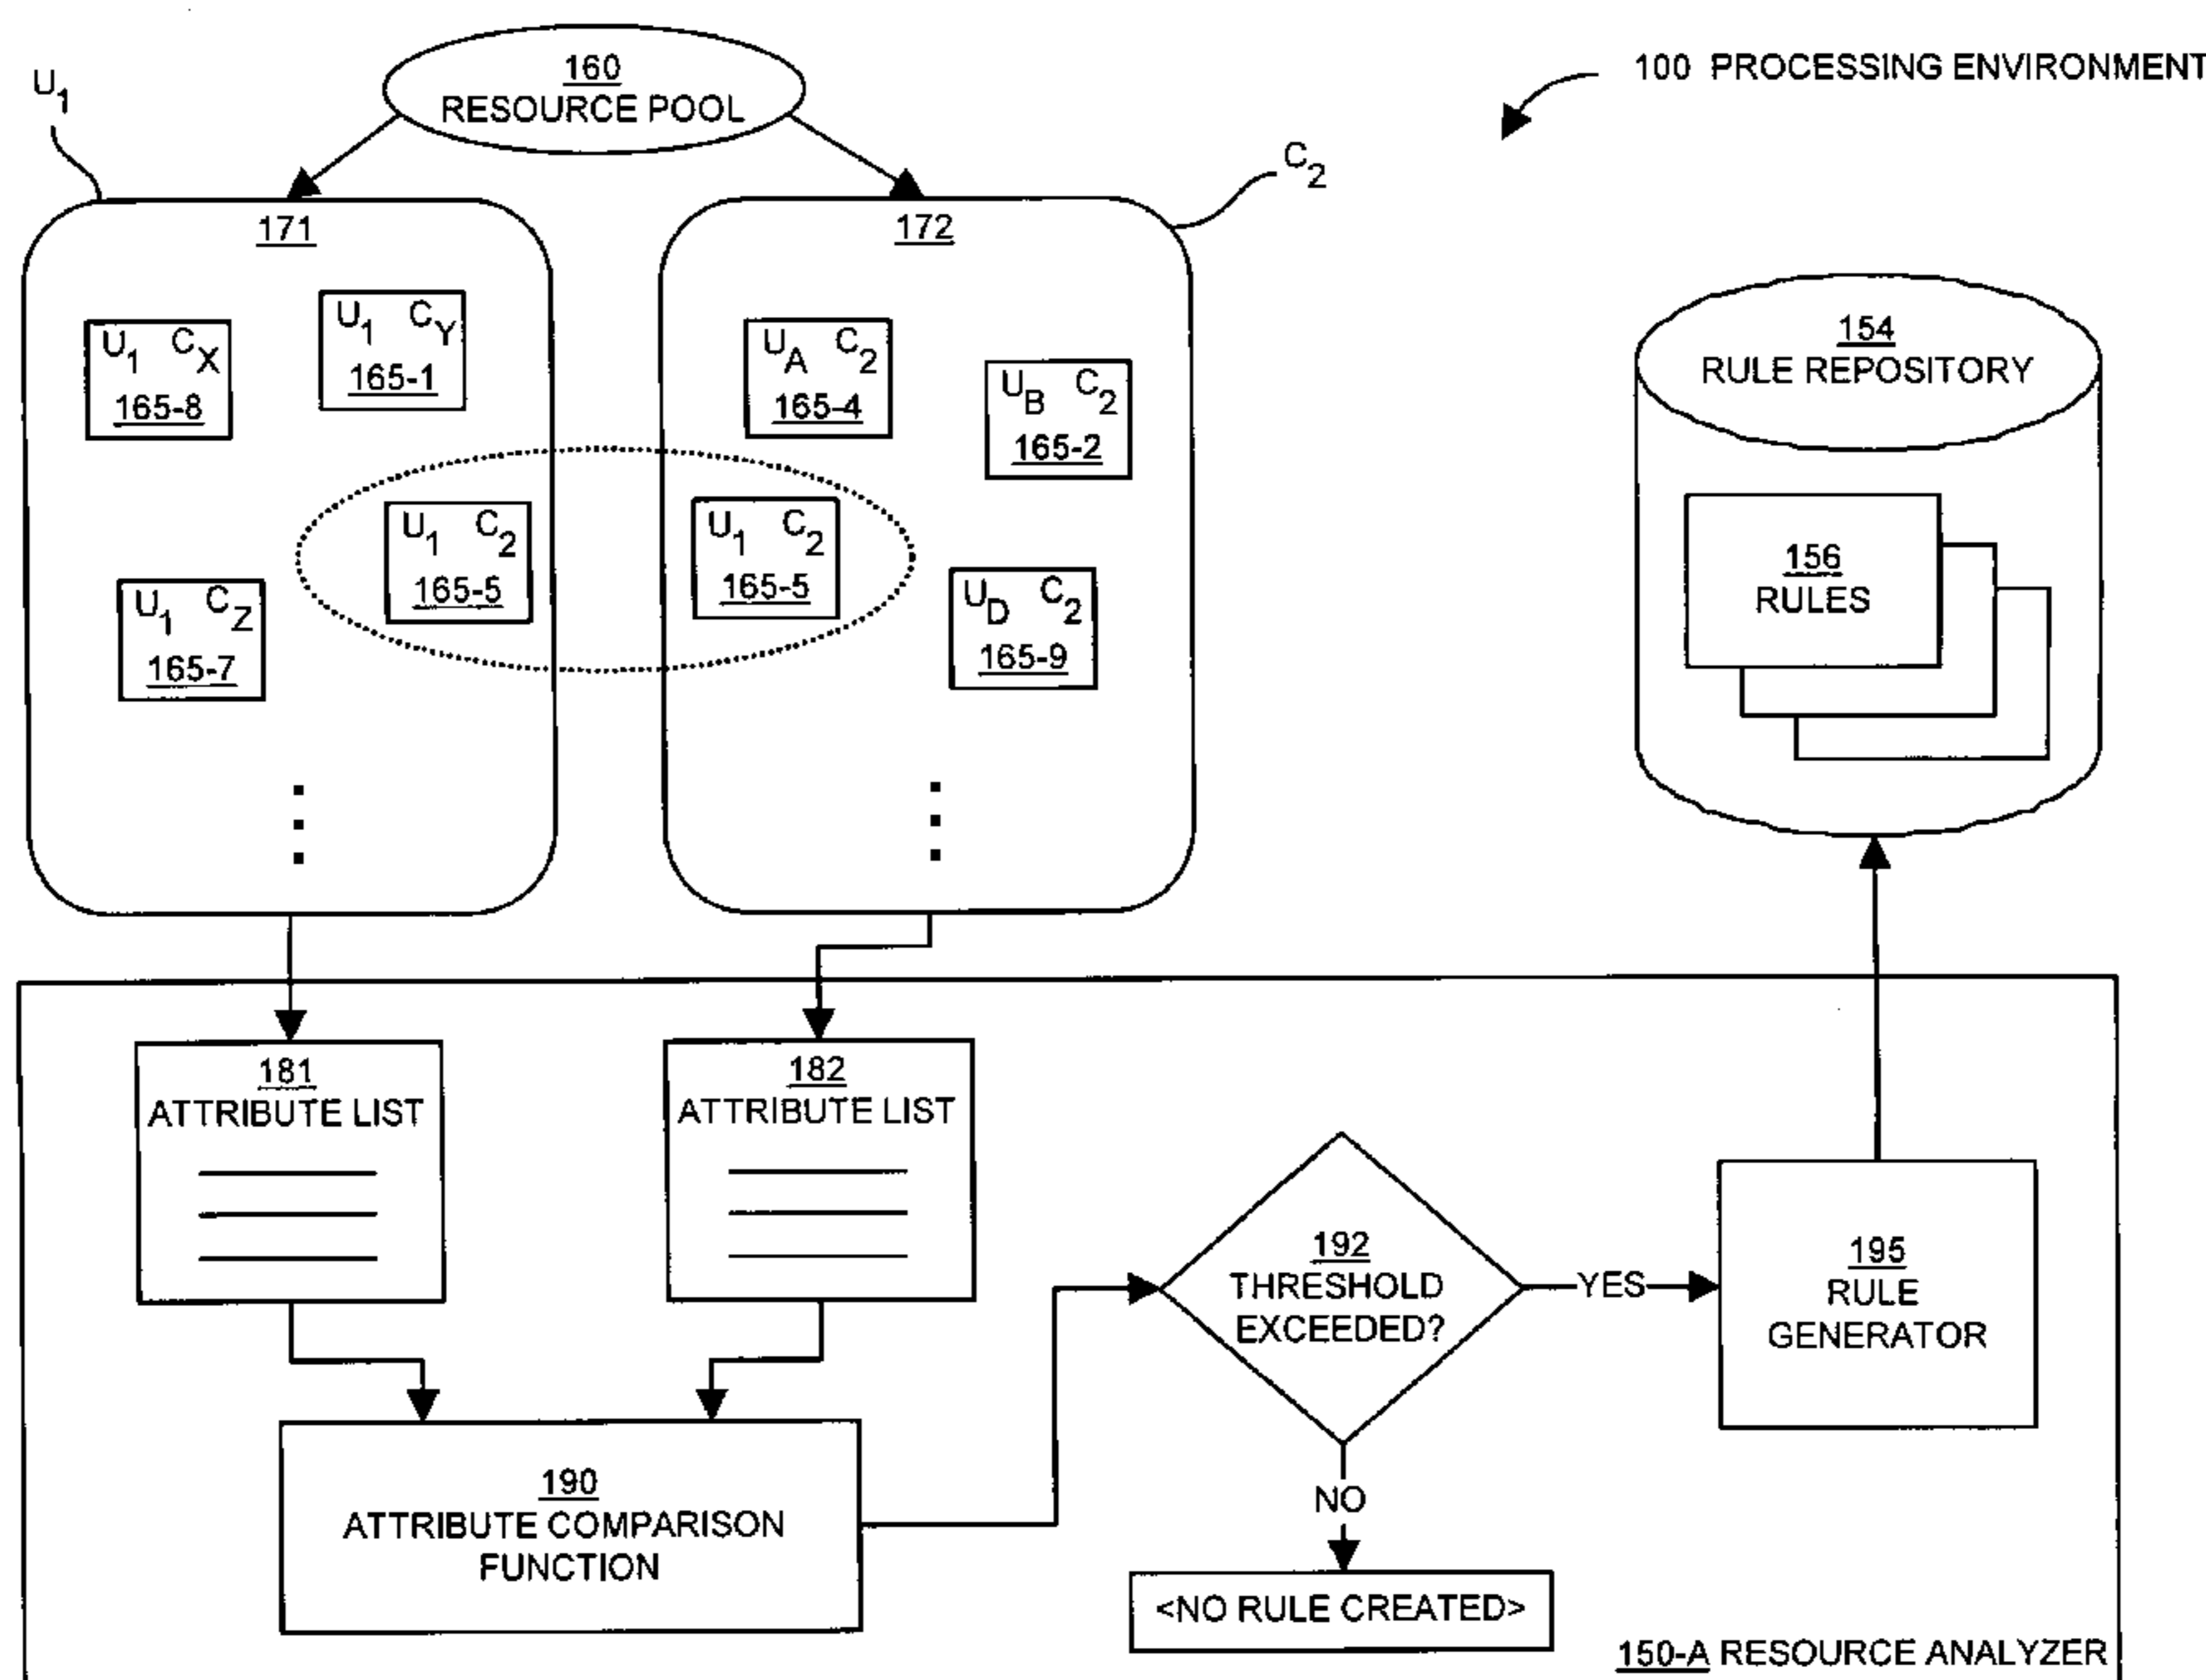 100 PROCESSING ENVIRONMENT
160
RESOURCE POOL
U1
C2
171
172
U1 CX
165-8
U1 CY
165-1
U1 C2
165-5
U1 CZ
165-7
UA C2
165-4
UB C2
165-2
U1 C2
165-5
UD C2
165-9
154
RULE REPOSITORY
156
RULES
181
ATTRIBUTE LIST
182
ATTRIBUTE LIST
190
ATTRIBUTE COMPARISON
FUNCTION
192
THRESHOLD
EXCEEDED?
YES
NO
<NO RULE CREATED>
195
RULE
GENERATOR
150-A RESOURCE ANALYZER